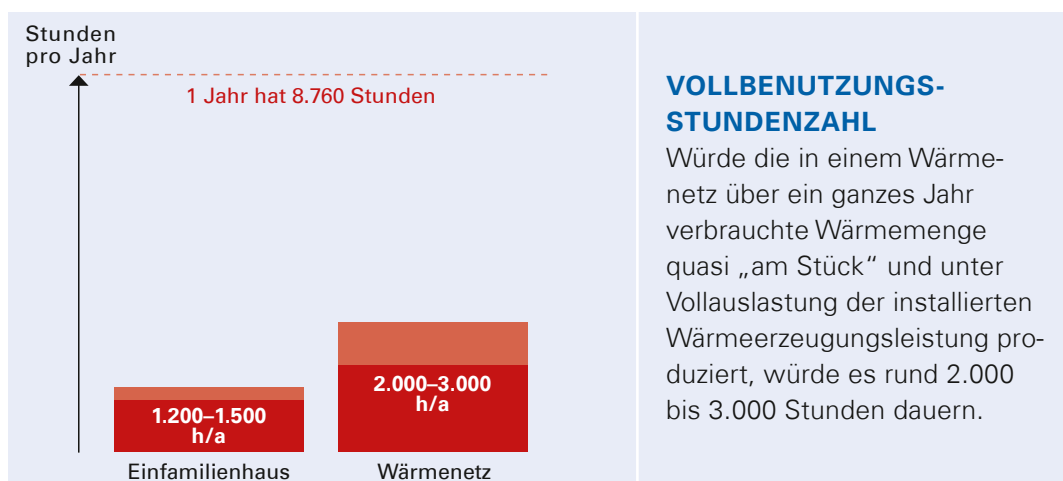 Stunden
pro Jahr
1 Jahr hat 8.760 Stunden
1.200–1.500
h/a
2.000–3.000
h/a
Einfamilienhaus
Wärmenetz
VOLLBENUTZUNGS-
STUNDENZAHL
Würde die in einem Wärme-
netz über ein ganzes Jahr
verbrauchte Wärmemenge
quasi „am Stück“ und unter
Vollauslastung der installierten
Wärmeerzeugungsleistung pro-
duziert, würde es rund 2.000
bis 3.000 Stunden dauern.